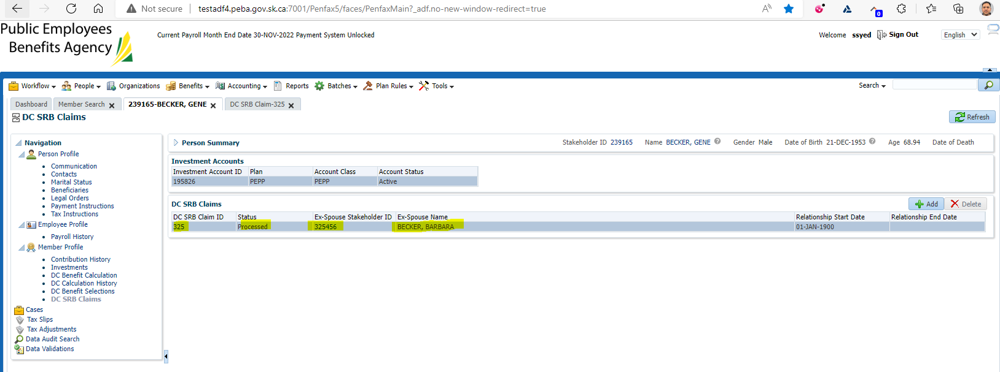 Not secure | testadf4.peba.gov.sk.ca:7001/Penfax5/faces/PenfaxMain?_adf.no-new-window-redirect=true
0
Public Employees
Benefits Agency
Current Payroll Month End Date 30-NOV-2022 Payment System Unlocked
Welcome ssyed Sign Out English
Workflow People Organizations Benefits Accounting Reports Batches Plan Rules Tools Search
Dashboard Member Search 239165-BECKER, GENE DC SRB Claim-325
DC SRB Claims
Refresh
Navigation
Person Profile
Communication
Contacts
Marital Status
Beneficiaries
Legal Orders
Payment Instructions
Tax Instructions
Employee Profile
Payroll History
Member Profile
Contribution History
Investments
DC Benefit Calculation
DC Calculation History
DC Benefit Selections
DC SRB Claims
Cases
Tax Slips
Tax Adjustments
Data Audit Search
Data Validations
Person Summary Stakeholder ID 239165 Name BECKER, GENE Gender Male Date of Birth 21-DEC-1953 Age 68.94 Date of Death
Investment Accounts
Investment Account ID Plan Account Class Account Status
195826 PEPP PEPP Active
DC SRB Claims
Add Delete
DC SRB Claim ID Status Ex-Spouse Stakeholder ID Ex-Spouse Name Relationship Start Date Relationship End Date
325 Processed 325456 BECKER, BARBARA 01-JAN-1900